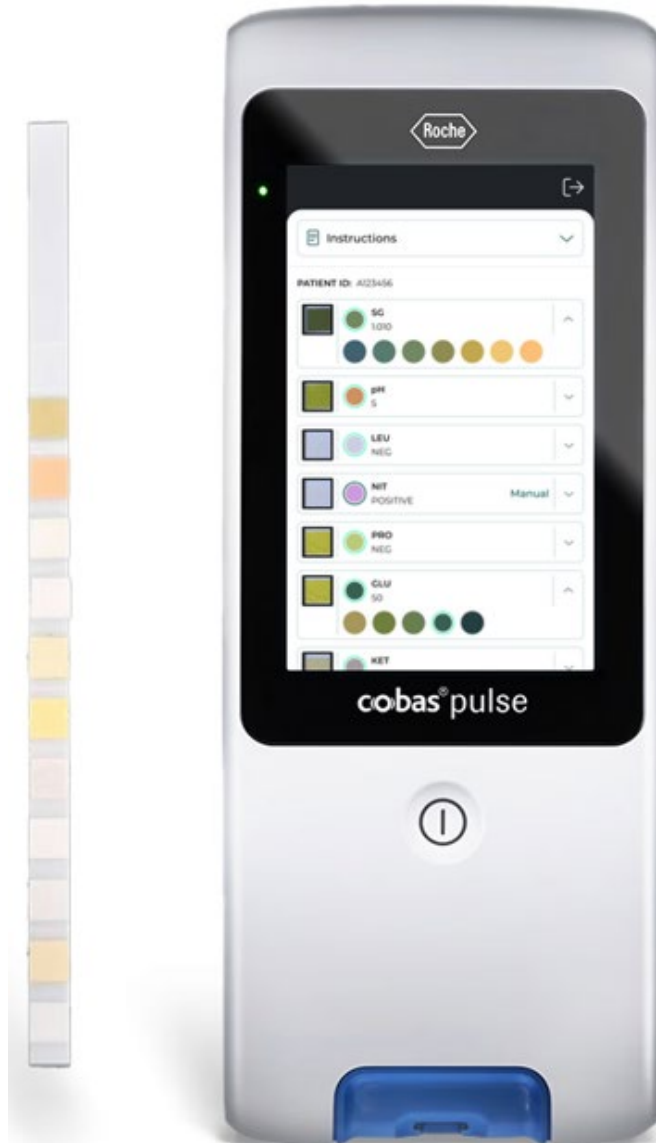 Roche
Instructions
PATIENT ID: A123456
SG
1.010
pH
5
LEU
NEG
NIT
POSITIVE
Manual
PRO
NEG
GLU
50
KET
cobas® pulse